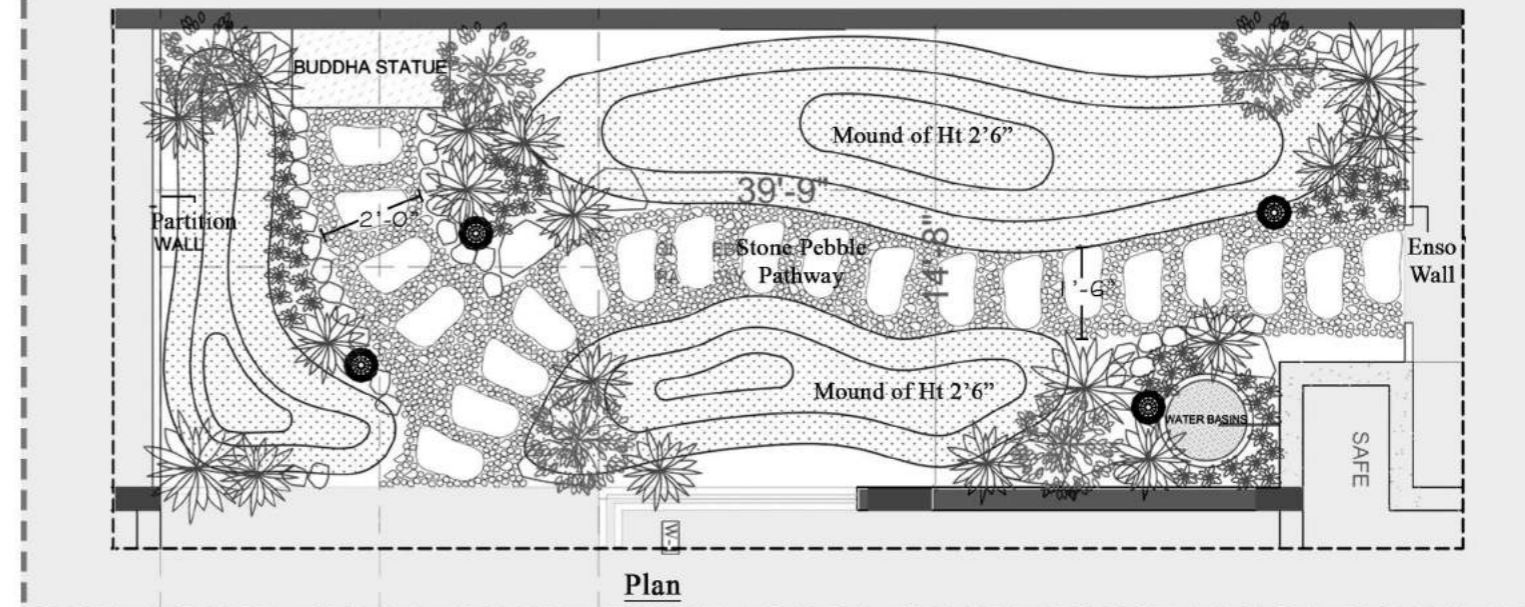 BUDDHA STATUE
Mound of Ht 2’6”
39'-9"
Partition
WALL
2'-0"
Stone Pebble
Pathway
14'-8"
1'-6"
Enso
Wall
Mound of Ht 2’6”
WATER BASINS
SAFE
Plan